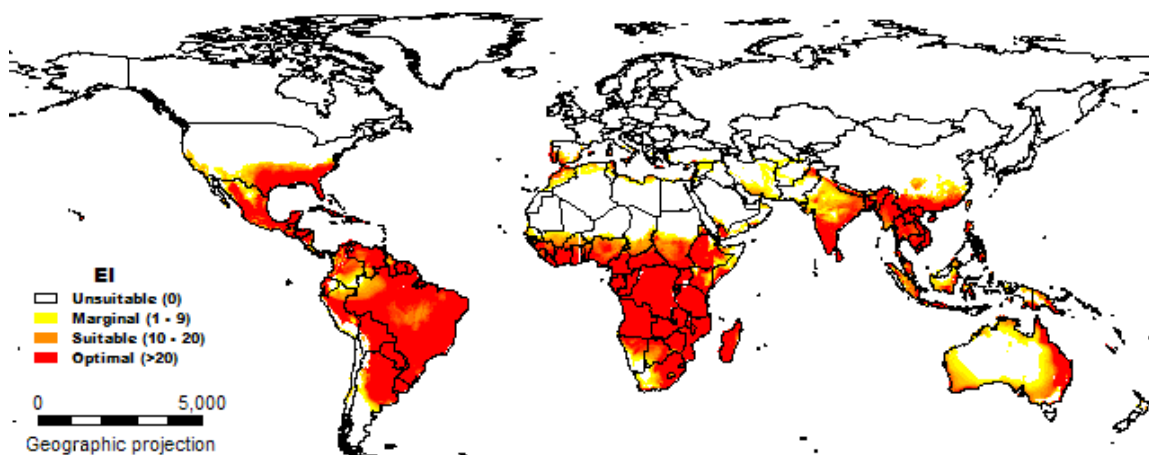 EI
Unsuitable (0)
Marginal (1 - 9)
Suitable (10 - 20)
Optimal (>20)
0 5,000
Geographic projection